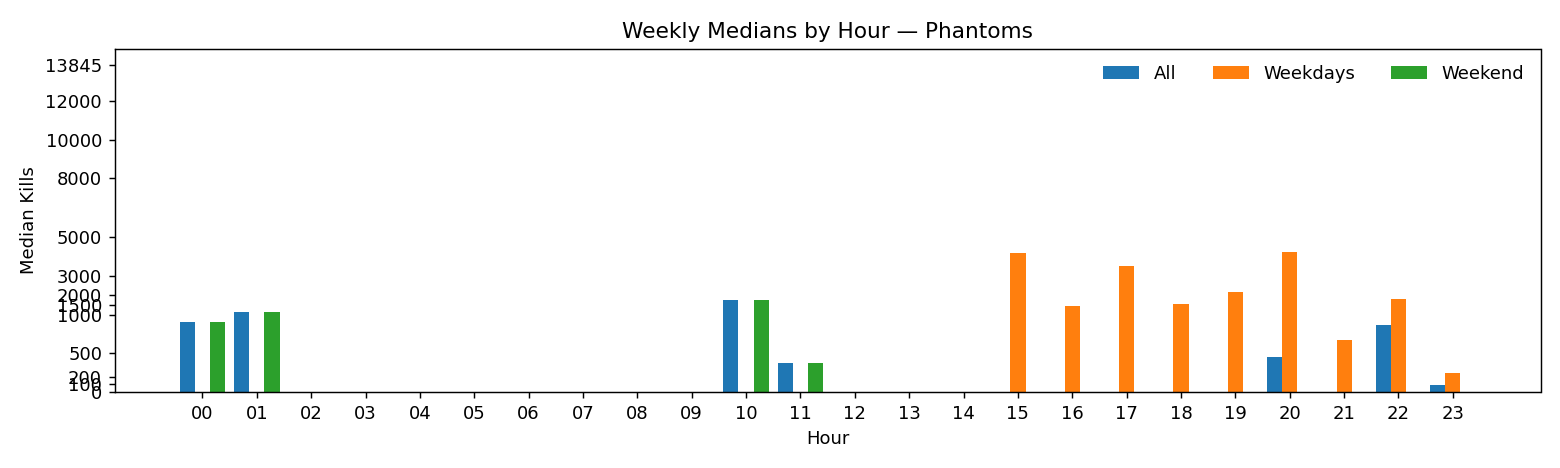 Weekly Medians by Hour — Phantoms
All Weekdays Weekend
Median Kills
13845
12000
10000
8000
5000
3000
2000
1500
1000
500
200
100
0
00 01 02 03 04 05 06 07 08 09 10 11 12 13 14 15 16 17 18 19 20 21 22 23
Hour